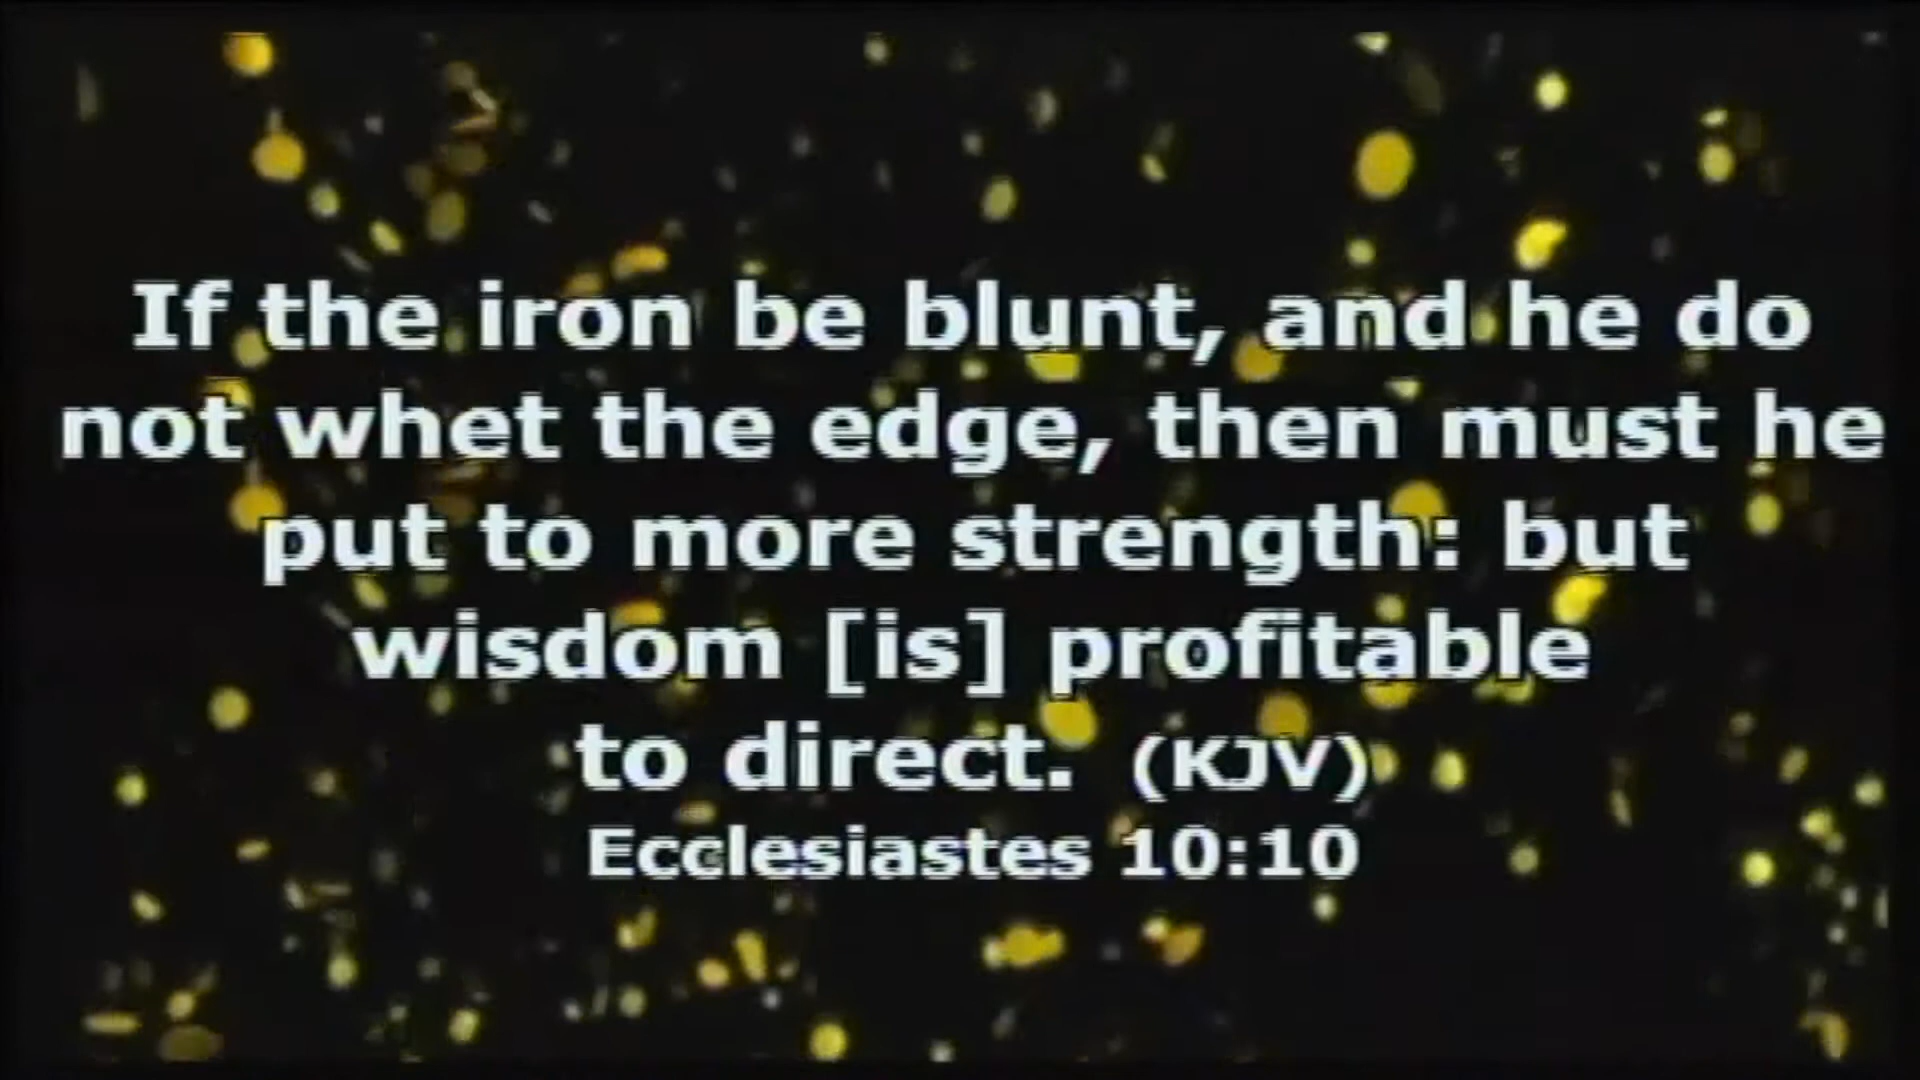 If the iron be blunt, and he do
not whet the edge, then must he
put to more strength: but
wisdom [is] profitable
to direct. (KJV)
Ecclesiastes 10:10